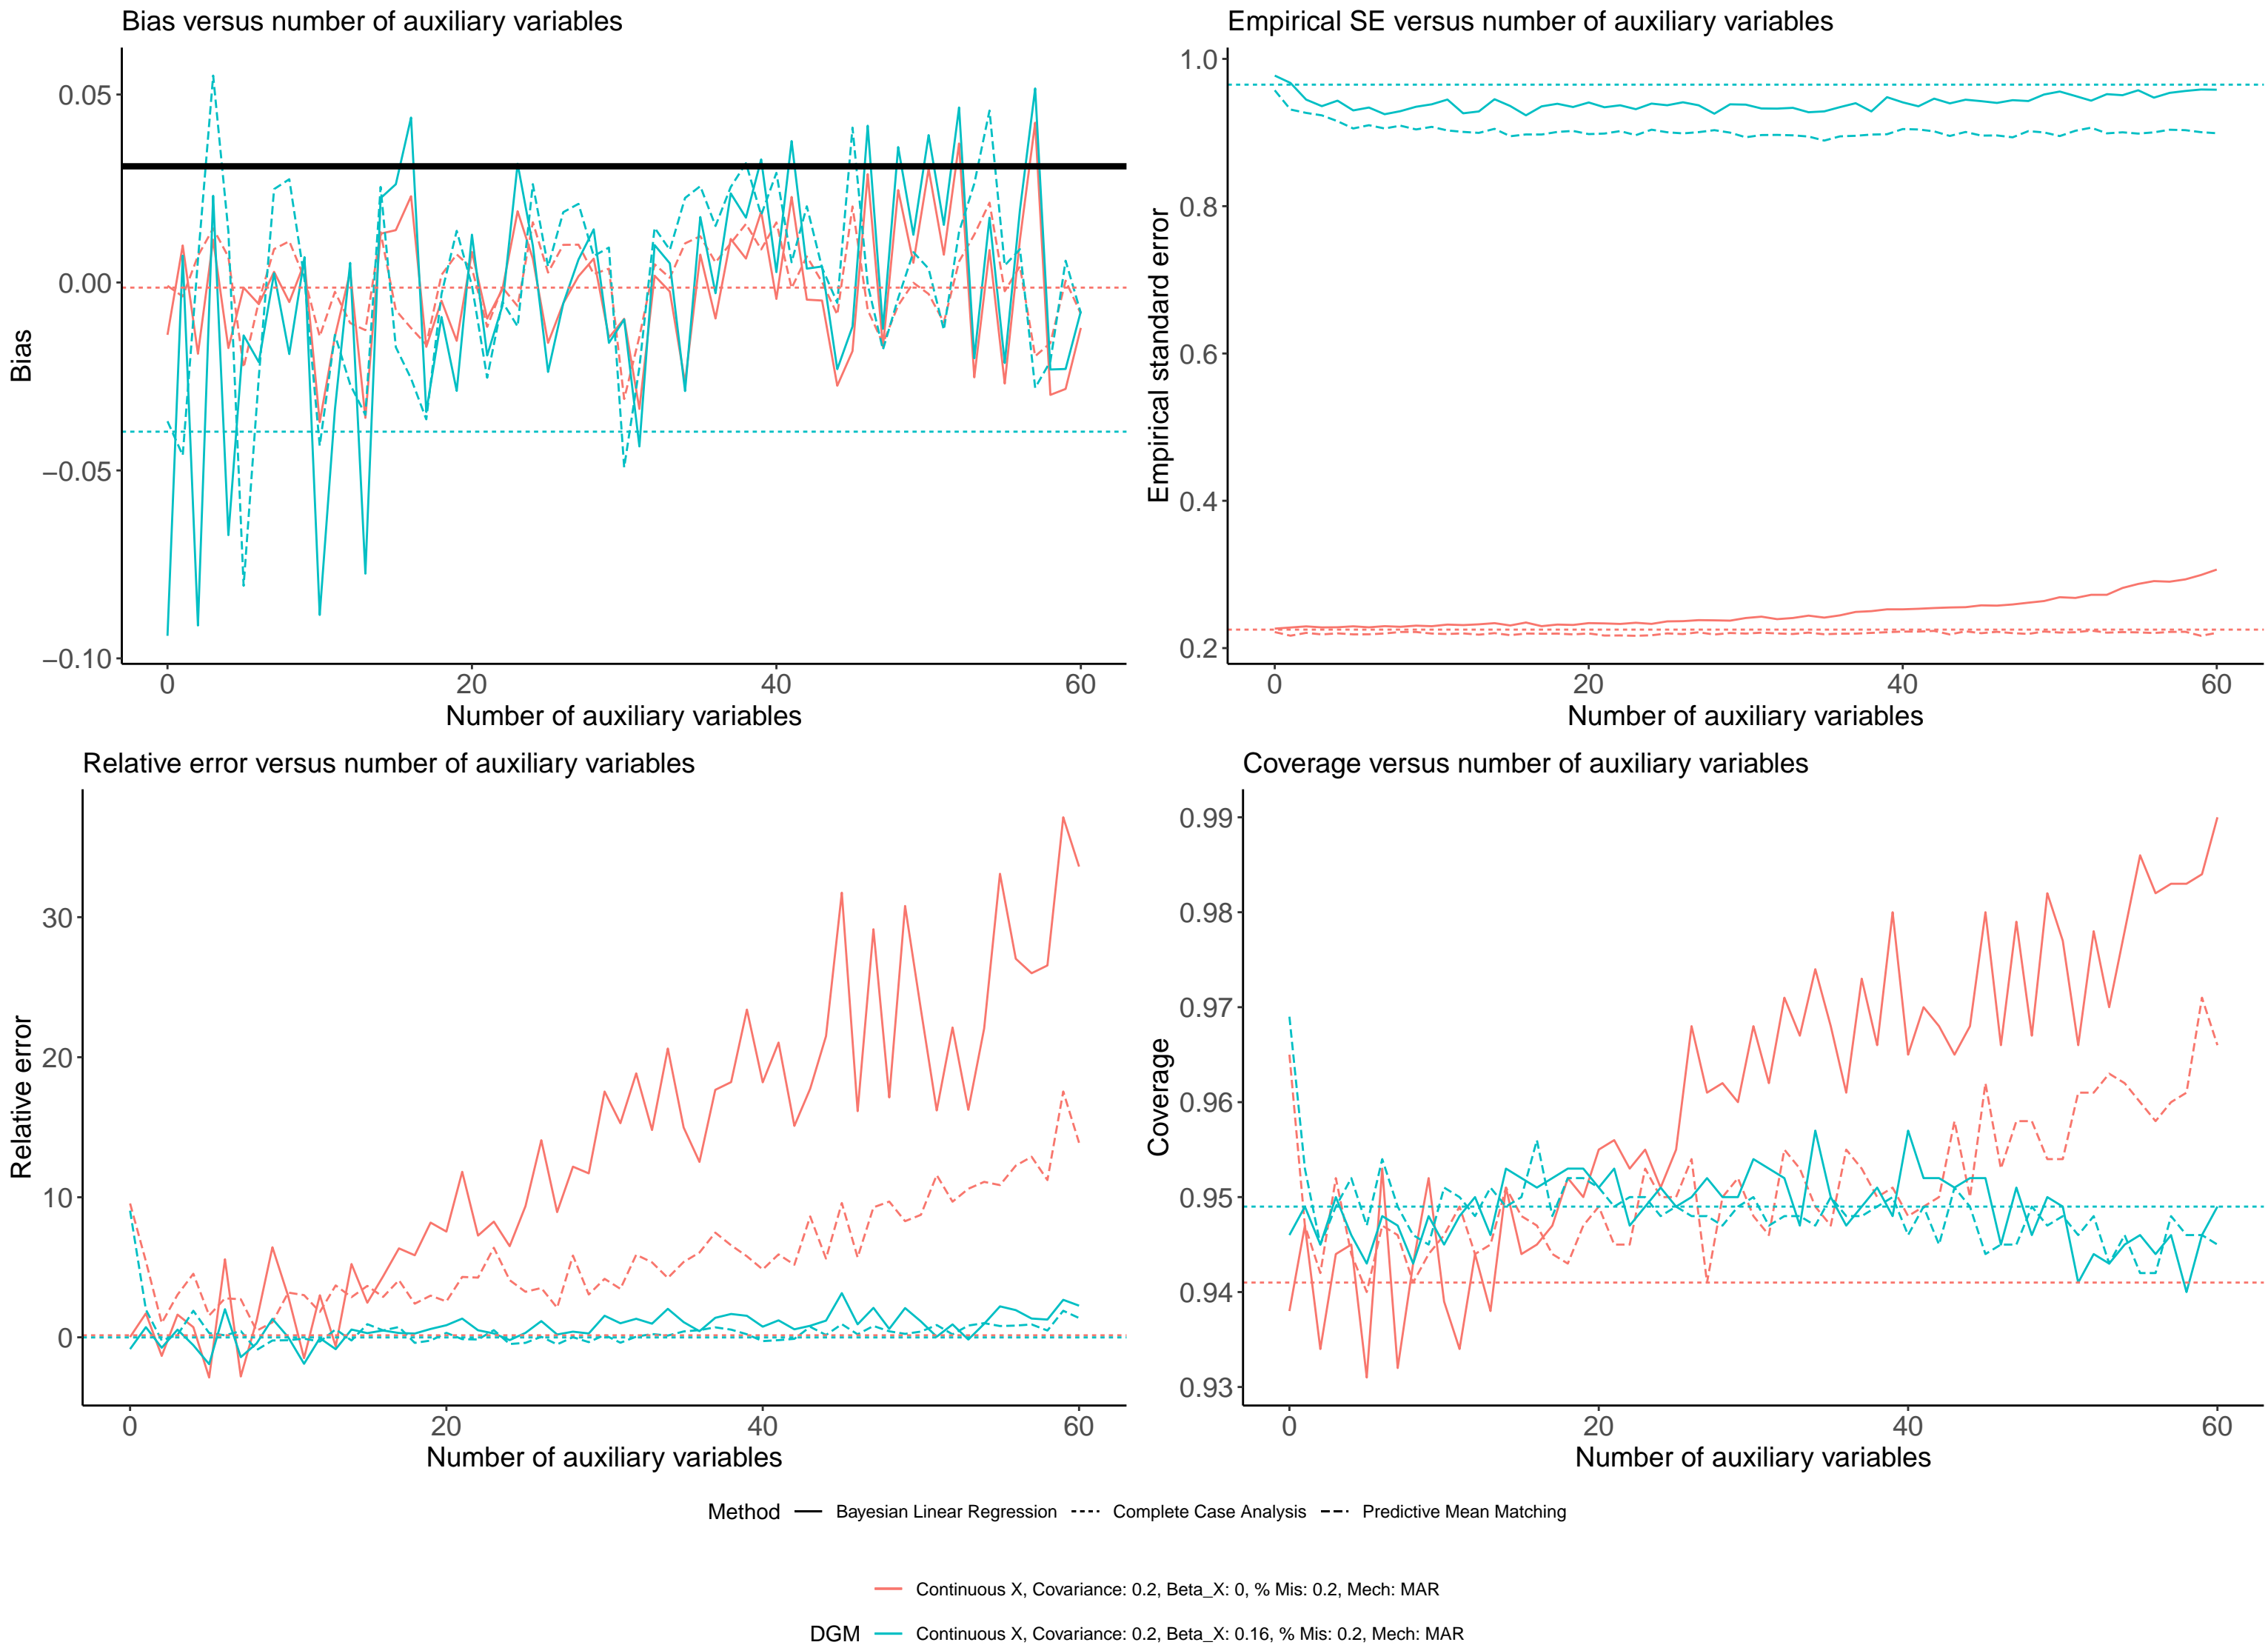 Bias versus number of auxiliary variables
Bias
0.05
0.00
−0.05
−0.10
0 20 40 60
Number of auxiliary variables
Empirical SE versus number of auxiliary variables
Empirical standard error
1.0
0.8
0.6
0.4
0.2
0 20 40 60
Number of auxiliary variables
Relative error versus number of auxiliary variables
Relative error
30
20
10
0
0 20 40 60
Number of auxiliary variables
Coverage versus number of auxiliary variables
Coverage
0.99
0.98
0.97
0.96
0.95
0.94
0.93
0 20 40 60
Number of auxiliary variables
Method Bayesian Linear Regression Complete Case Analysis Predictive Mean Matching
Continuous X, Covariance: 0.2, Beta_X: 0, % Mis: 0.2, Mech: MAR
DGM Continuous X, Covariance: 0.2, Beta_X: 0.16, % Mis: 0.2, Mech: MAR